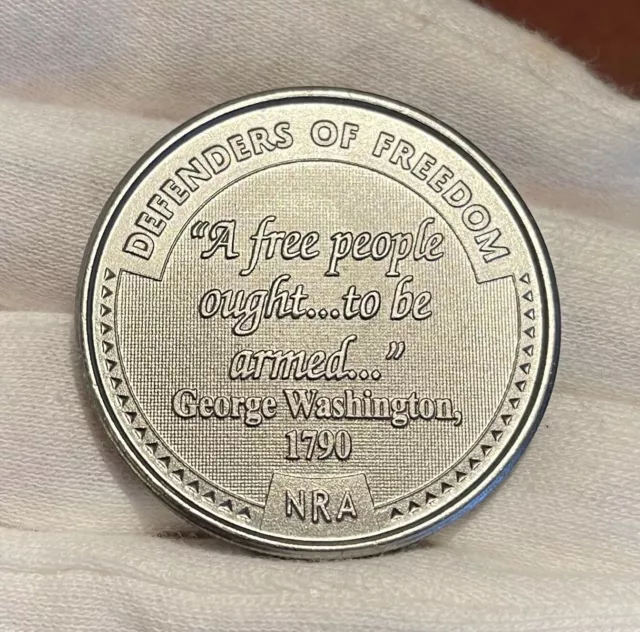 DEFENDERS OF FREEDOM
“A free people
ought...to be
armed...”
George Washington,
1790
NRA